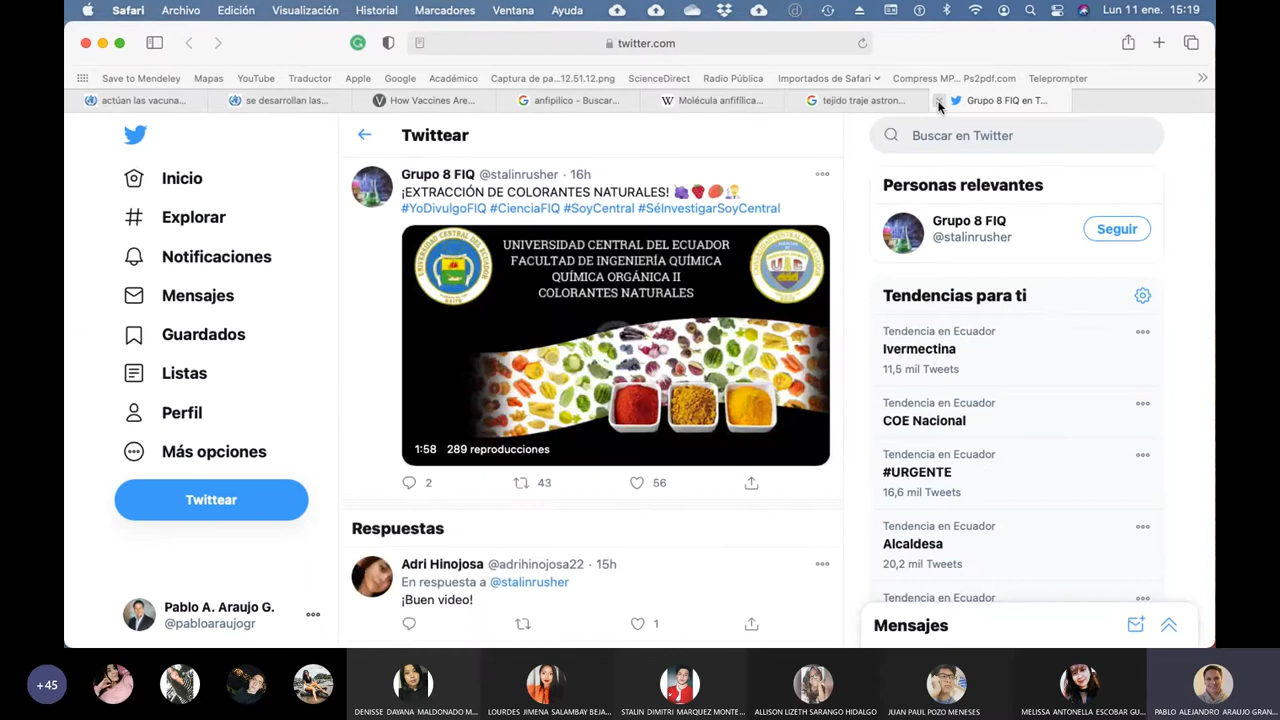 Safari Archivo Edición Visualización Historial Marcadores Ventana Ayuda Lun 11 ene. 15:19
twitter.com
Save to Mendeley Mapas YouTube Traductor Apple Google Académico Captura de pa...12.51.12.png ScienceDirect Radio Pública Importados de Safari Compress MP... Ps2pdf.com Teleprompter
actúan las vacuna... se desarrollan las... How Vaccines Are... anfipilico - Buscar... Molécula anfifílica... tejido traje astron... Grupo 8 FIQ en T...
Twittear
Buscar en Twitter
Inicio
Explorar
Notificaciones
Mensajes
Guardados
Listas
Perfil
Más opciones
Twittear
Pablo A. Araujo G.
@pabloaraujogr
Grupo 8 FIQ @stalinrusher · 16h
¡EXTRACCIÓN DE COLORANTES NATURALES!
#YoDivulgoFIQ #CienciaFIQ #SoyCentral #SéInvestigarSoyCentral
UNIVERSIDAD CENTRAL DEL ECUADOR
FACULTAD DE INGENIERÍA QUÍMICA
QUÍMICA ORGÁNICA II
COLORANTES NATURALES
1:58 289 reproducciones
2 43 56
Respuestas
Adri Hinojosa @adrihinojosa22 · 15h
En respuesta a @stalinrusher
¡Buen video!
1
Personas relevantes
Grupo 8 FIQ
@stalinrusher
Seguir
Tendencias para ti
Tendencia en Ecuador
Ivermectina
11,5 mil Tweets
Tendencia en Ecuador
COE Nacional
Tendencia en Ecuador
#URGENTE
16,6 mil Tweets
Tendencia en Ecuador
Alcaldesa
20,2 mil Tweets
Tendencia en Ecuador
Mensajes
+45
DENISSE DAYANA MALDONADO M... LOURDES JIMENA SALAMBAY BEJA... STALIN DIMITRI MARQUEZ MONTE... ALLISON LIZETH SARANGO HIDALGO JUAN PAUL POZO MENESES MELISSA ANTONELLA ESCOBAR GU... PABLO ALEJANDRO ARAUJO GRAN...